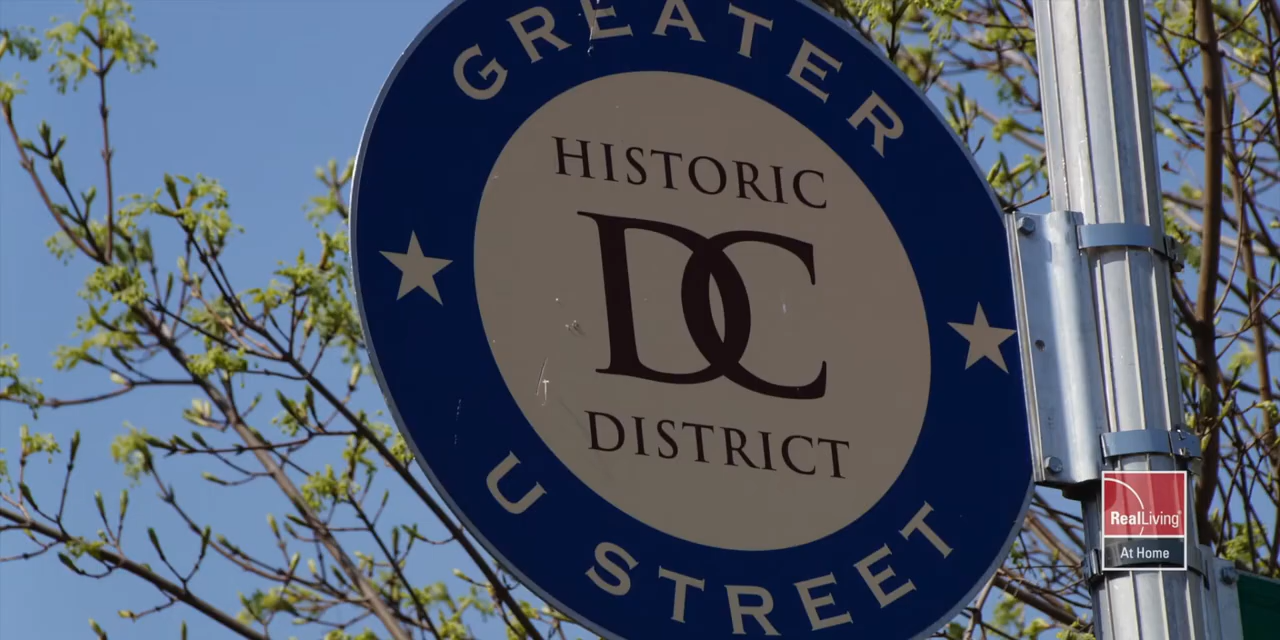 GREATER
HISTORIC
DC
DISTRICT
U STREET
RealLiving
At Home